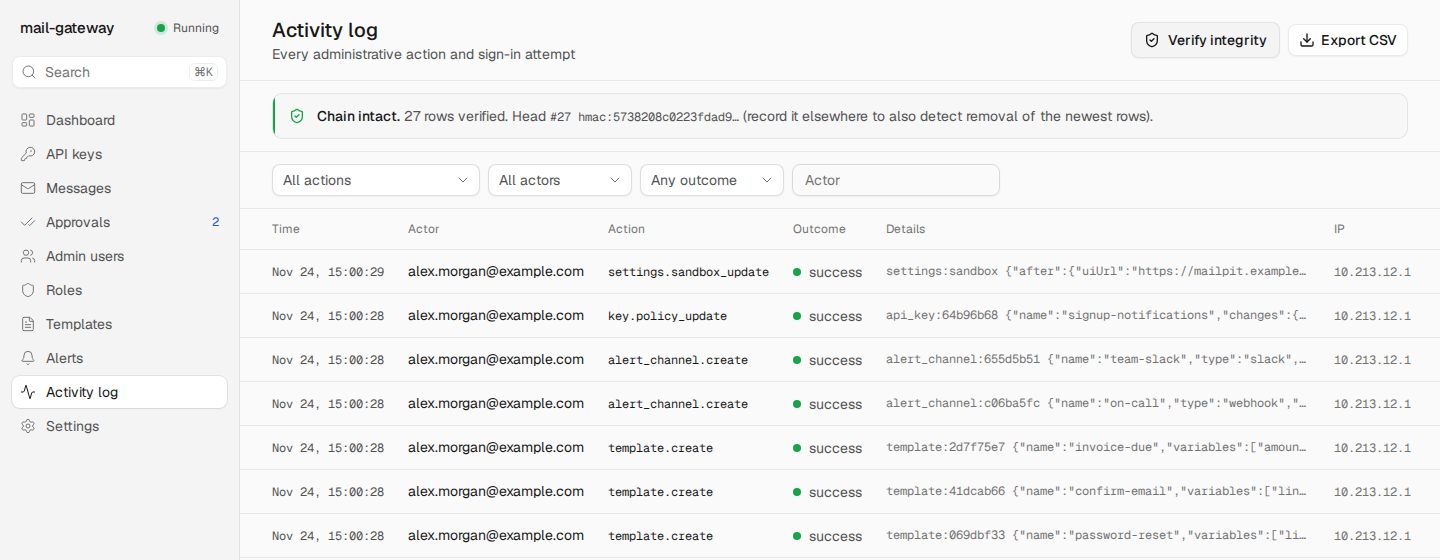 mail-gateway Running
Search ⌘K
Dashboard
API keys
Messages
Approvals 2
Admin users
Roles
Templates
Alerts
Activity log
Settings
Activity log
Every administrative action and sign-in attempt
Verify integrity Export CSV
Chain intact. 27 rows verified. Head #27 hmac:5738208c0223fdad9… (record it elsewhere to also detect removal of the newest rows).
All actions All actors Any outcome Actor
Time Actor Action Outcome Details IP
Nov 24, 15:00:29 alex.morgan@example.com settings.sandbox_update success settings:sandbox {"after":{"uiUrl":"https://mailpit.example… 10.213.12.1
Nov 24, 15:00:28 alex.morgan@example.com key.policy_update success api_key:64b96b68 {"name":"signup-notifications","changes":{… 10.213.12.1
Nov 24, 15:00:28 alex.morgan@example.com alert_channel.create success alert_channel:655d5b51 {"name":"team-slack","type":"slack",… 10.213.12.1
Nov 24, 15:00:28 alex.morgan@example.com alert_channel.create success alert_channel:c06ba5fc {"name":"on-call","type":"webhook","… 10.213.12.1
Nov 24, 15:00:28 alex.morgan@example.com template.create success template:2d7f75e7 {"name":"invoice-due","variables":["amoun… 10.213.12.1
Nov 24, 15:00:28 alex.morgan@example.com template.create success template:41dcab66 {"name":"confirm-email","variables":["lin… 10.213.12.1
Nov 24, 15:00:28 alex.morgan@example.com template.create success template:069dbf33 {"name":"password-reset","variables":["li… 10.213.12.1